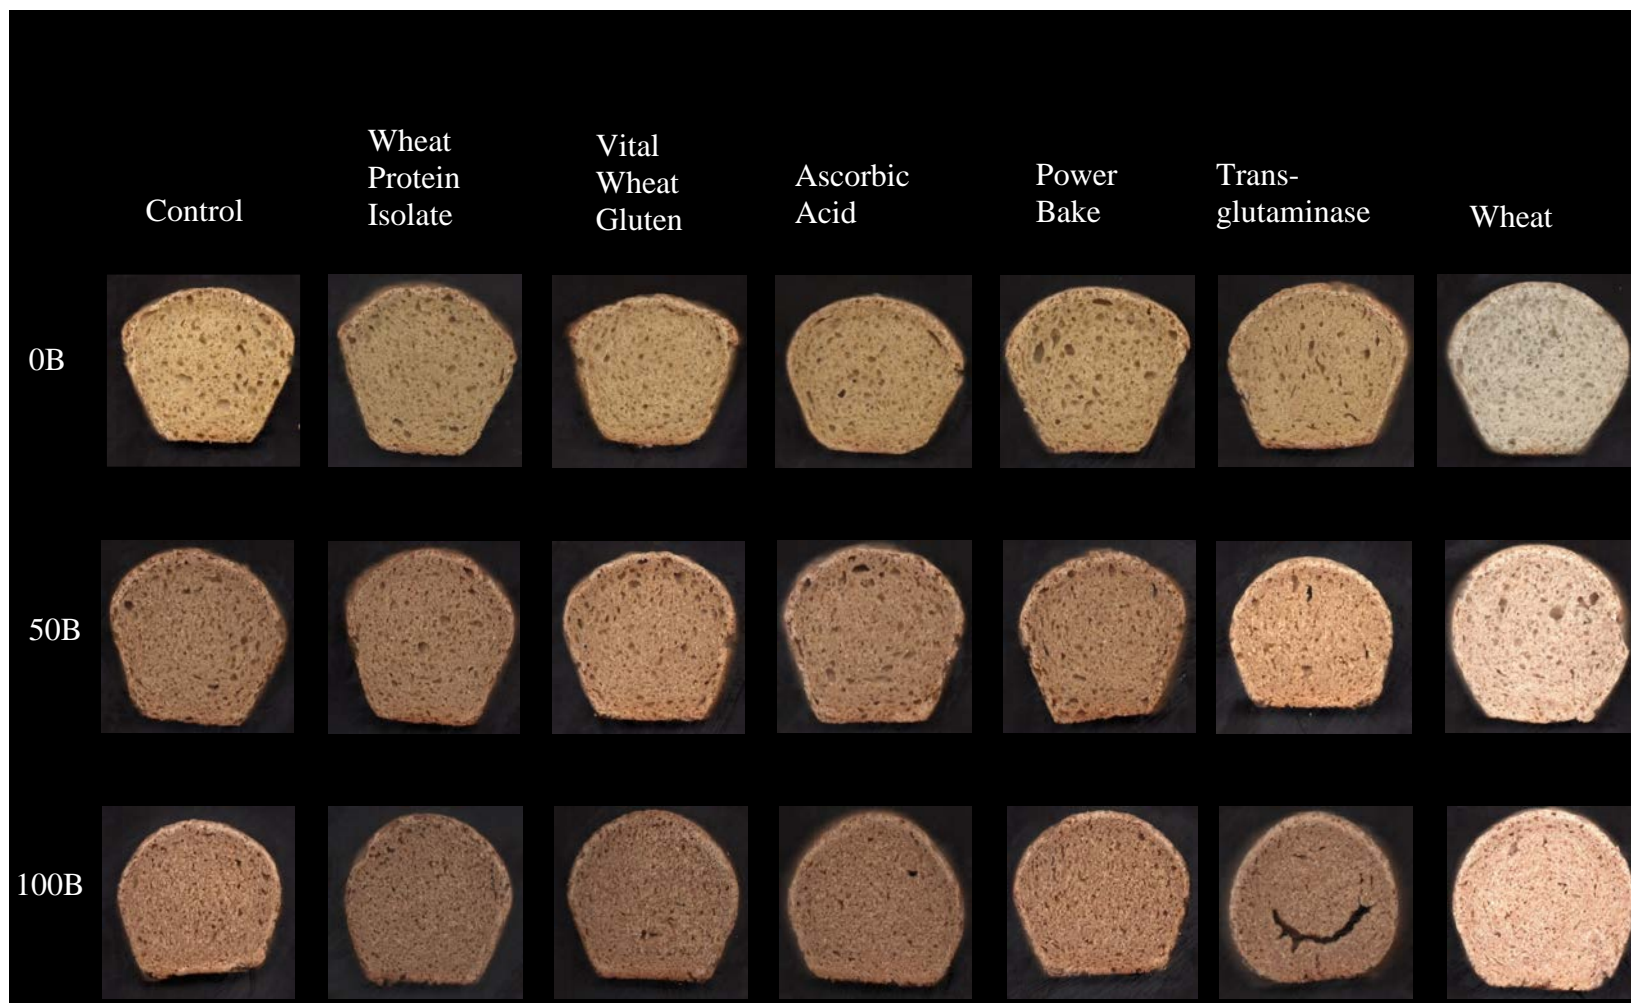 Control
Wheat
Protein
Isolate
Vital
Wheat
Gluten
Ascorbic
Acid
Power
Bake
Trans-
glutaminase
Wheat
0B
50B
100B